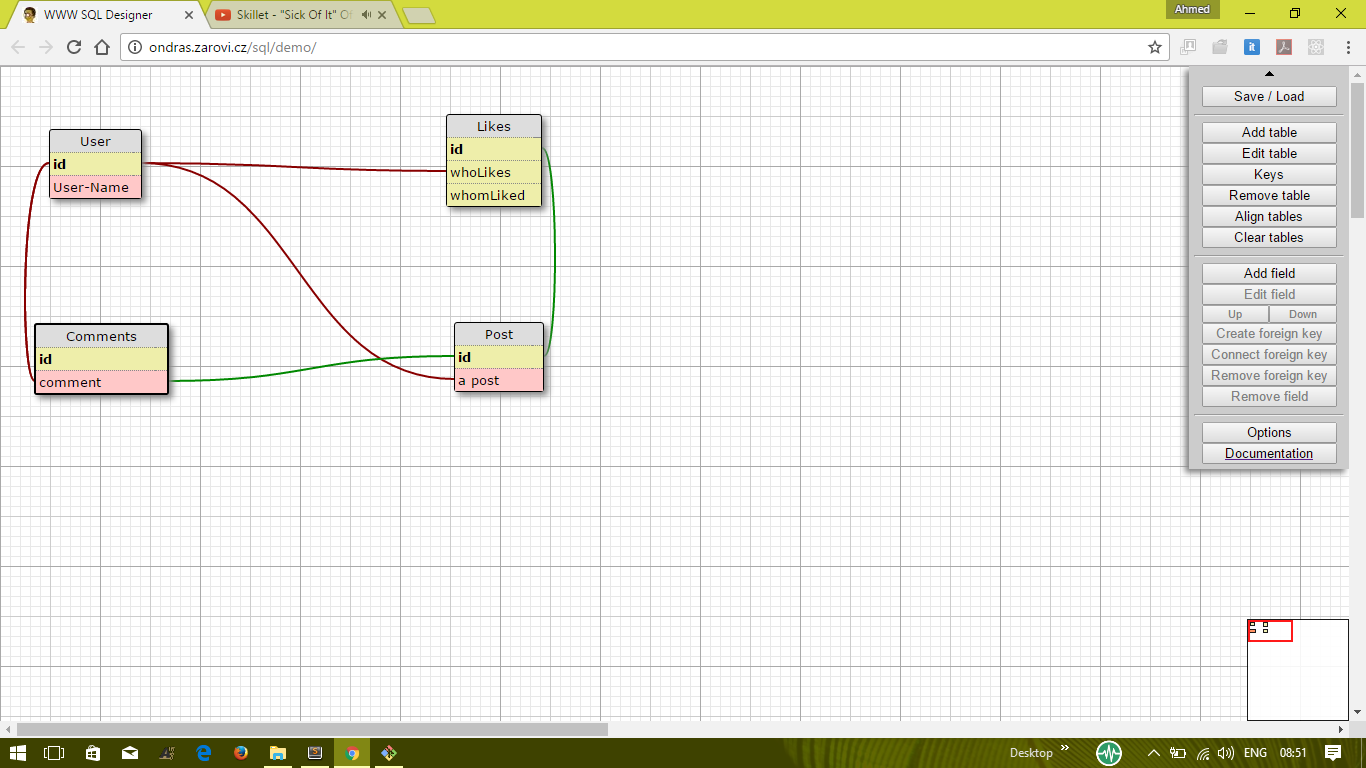 WWW SQL Designer
Skillet - "Sick Of It" Of
Ahmed
ondras.zarovi.cz/sql/demo/
Save / Load
Add table
Edit table
Keys
Remove table
Align tables
Clear tables
Add field
Edit field
Up Down
Create foreign key
Connect foreign key
Remove foreign key
Remove field
Options
Documentation
User
id
User-Name
Likes
id
whoLikes
whomLiked
Comments
id
comment
Post
id
a post
Desktop
ENG
08:51